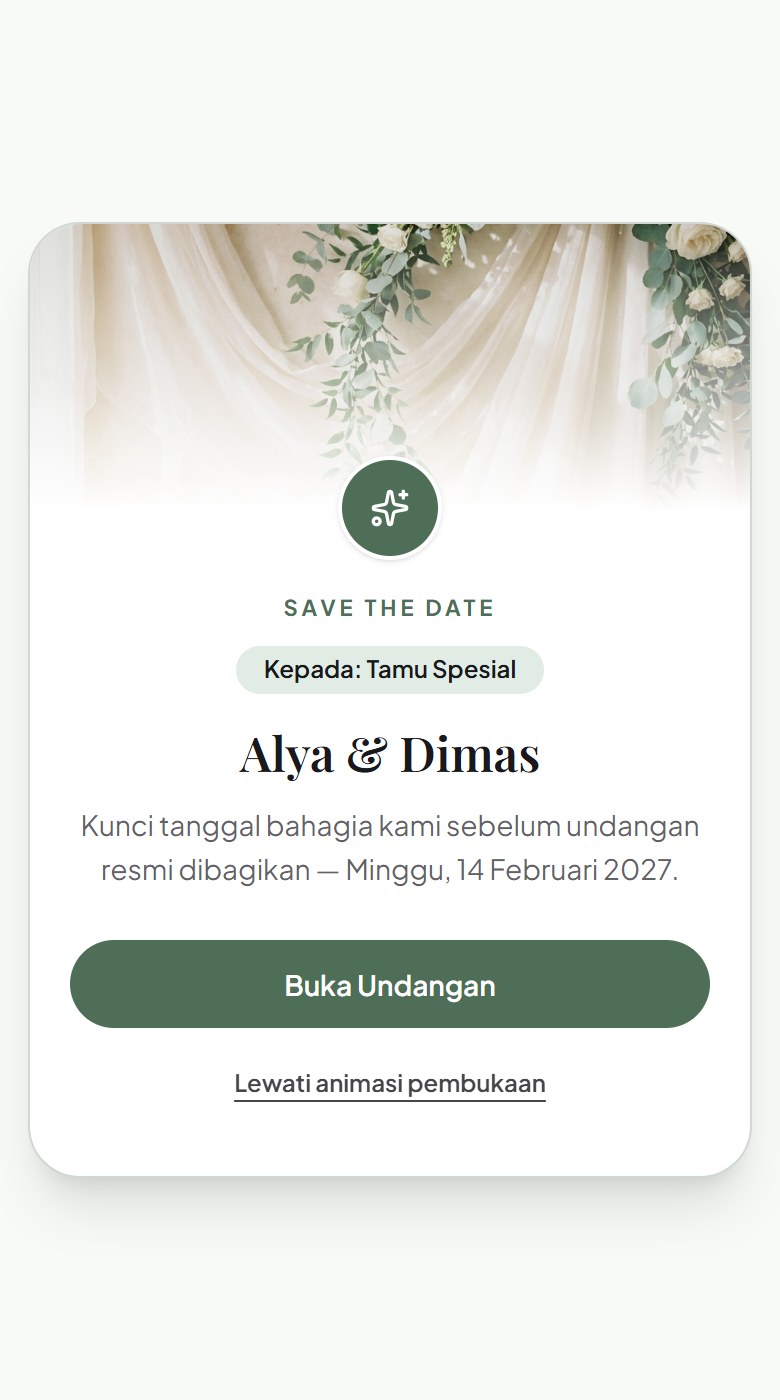 SAVE THE DATE
Kepada: Tamu Spesial
Alya & Dimas
Kunci tanggal bahagia kami sebelum undangan
resmi dibagikan — Minggu, 14 Februari 2027.
Buka Undangan
Lewati animasi pembukaan